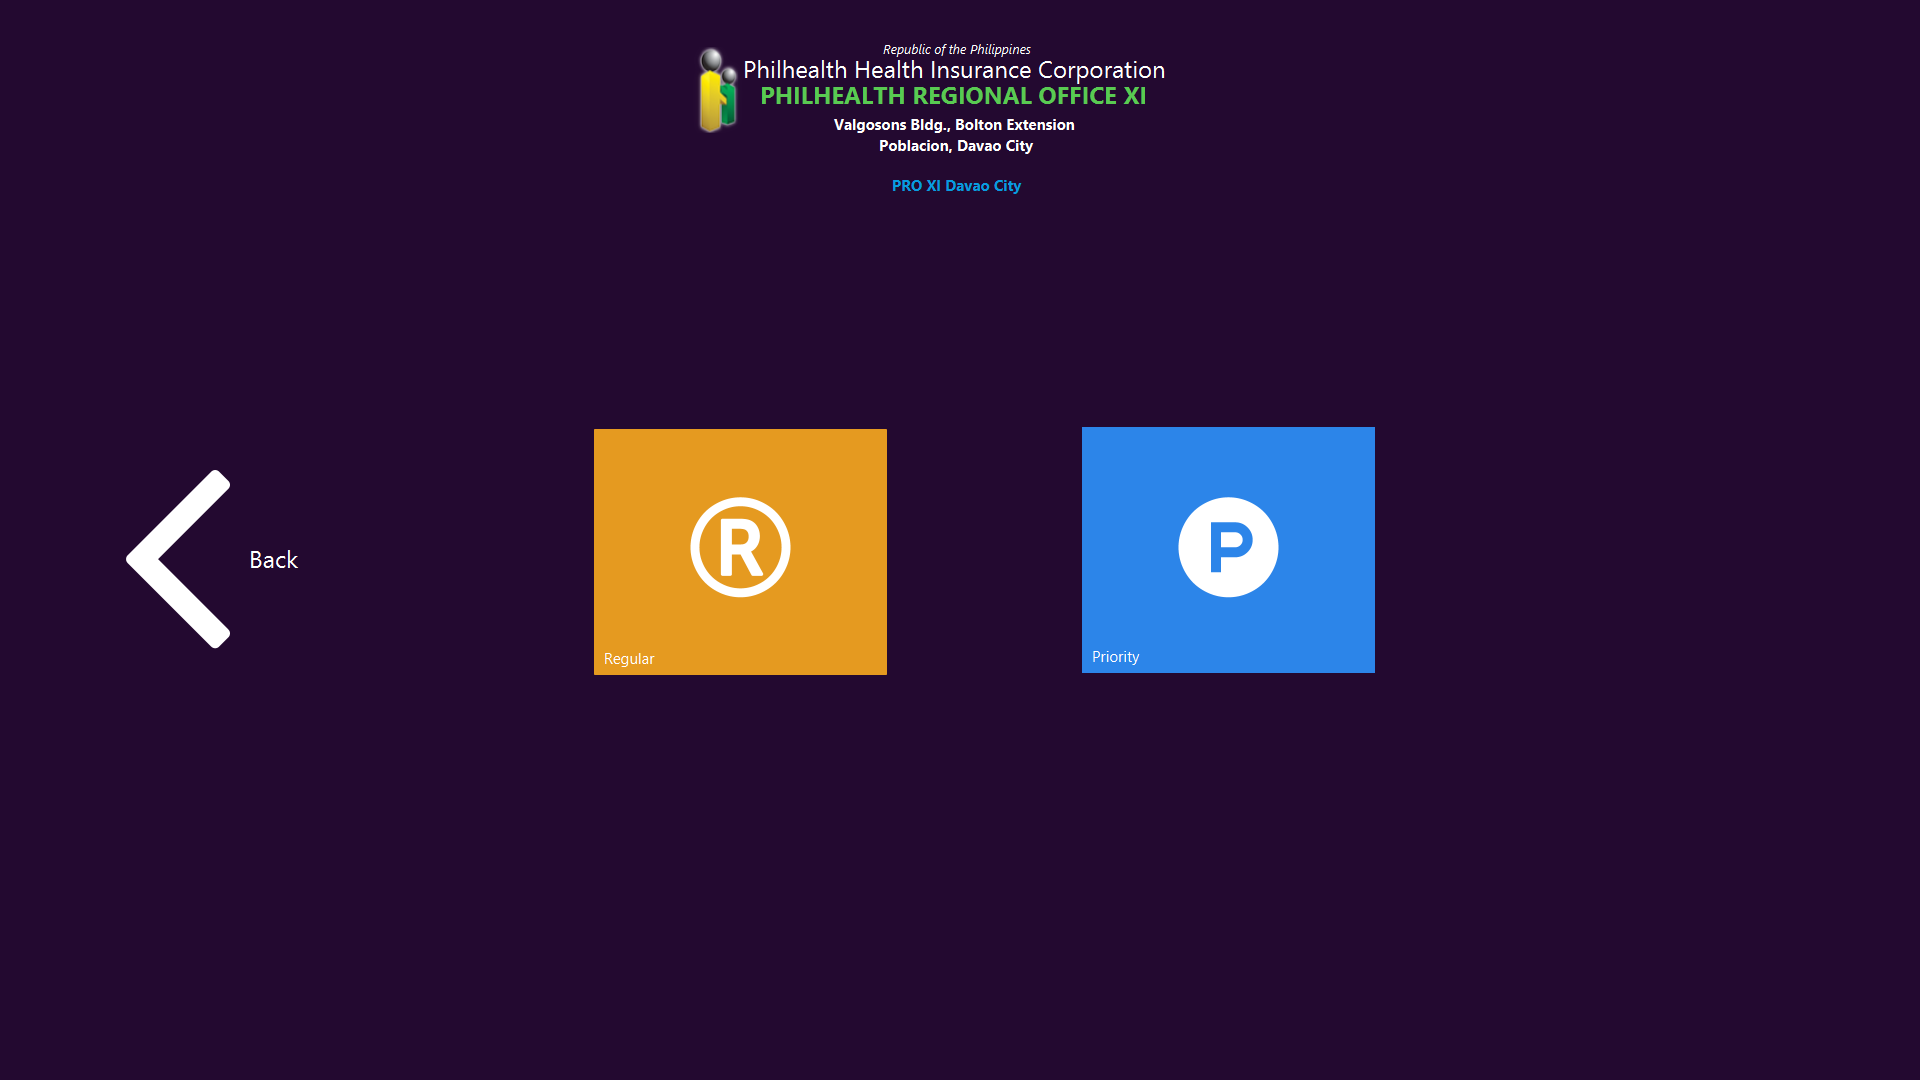 Republic of the Philippines
Philhealth Health Insurance Corporation
PHILHEALTH REGIONAL OFFICE XI
Valgosons Bldg., Bolton Extension
Poblacion, Davao City
PRO XI Davao City
Back
R
Regular
P
Priority